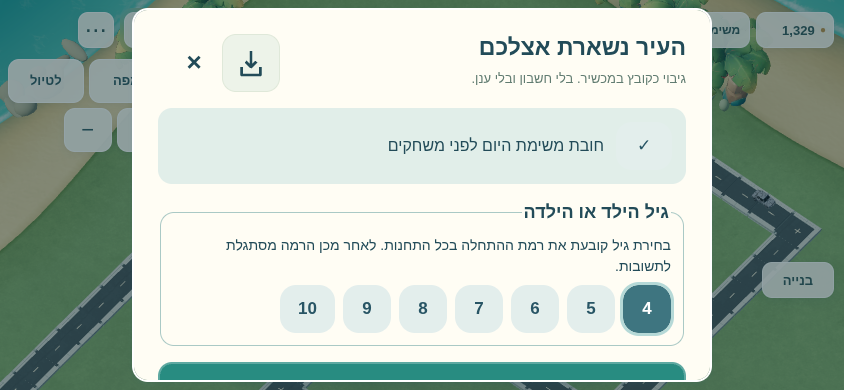 1,329
משימ
מפה
לטיול
בנייה
העיר נשארת אצלכם
גיבוי כקובץ במכשיר. בלי חשבון ובלי ענן.
✓ חובת משימת היום לפני משחקים
גיל הילד או הילדה
בחירת גיל קובעת את רמת ההתחלה בכל התחנות. לאחר מכן הרמה מסתגלת
לתשובות.
4 5 6 7 8 9 10